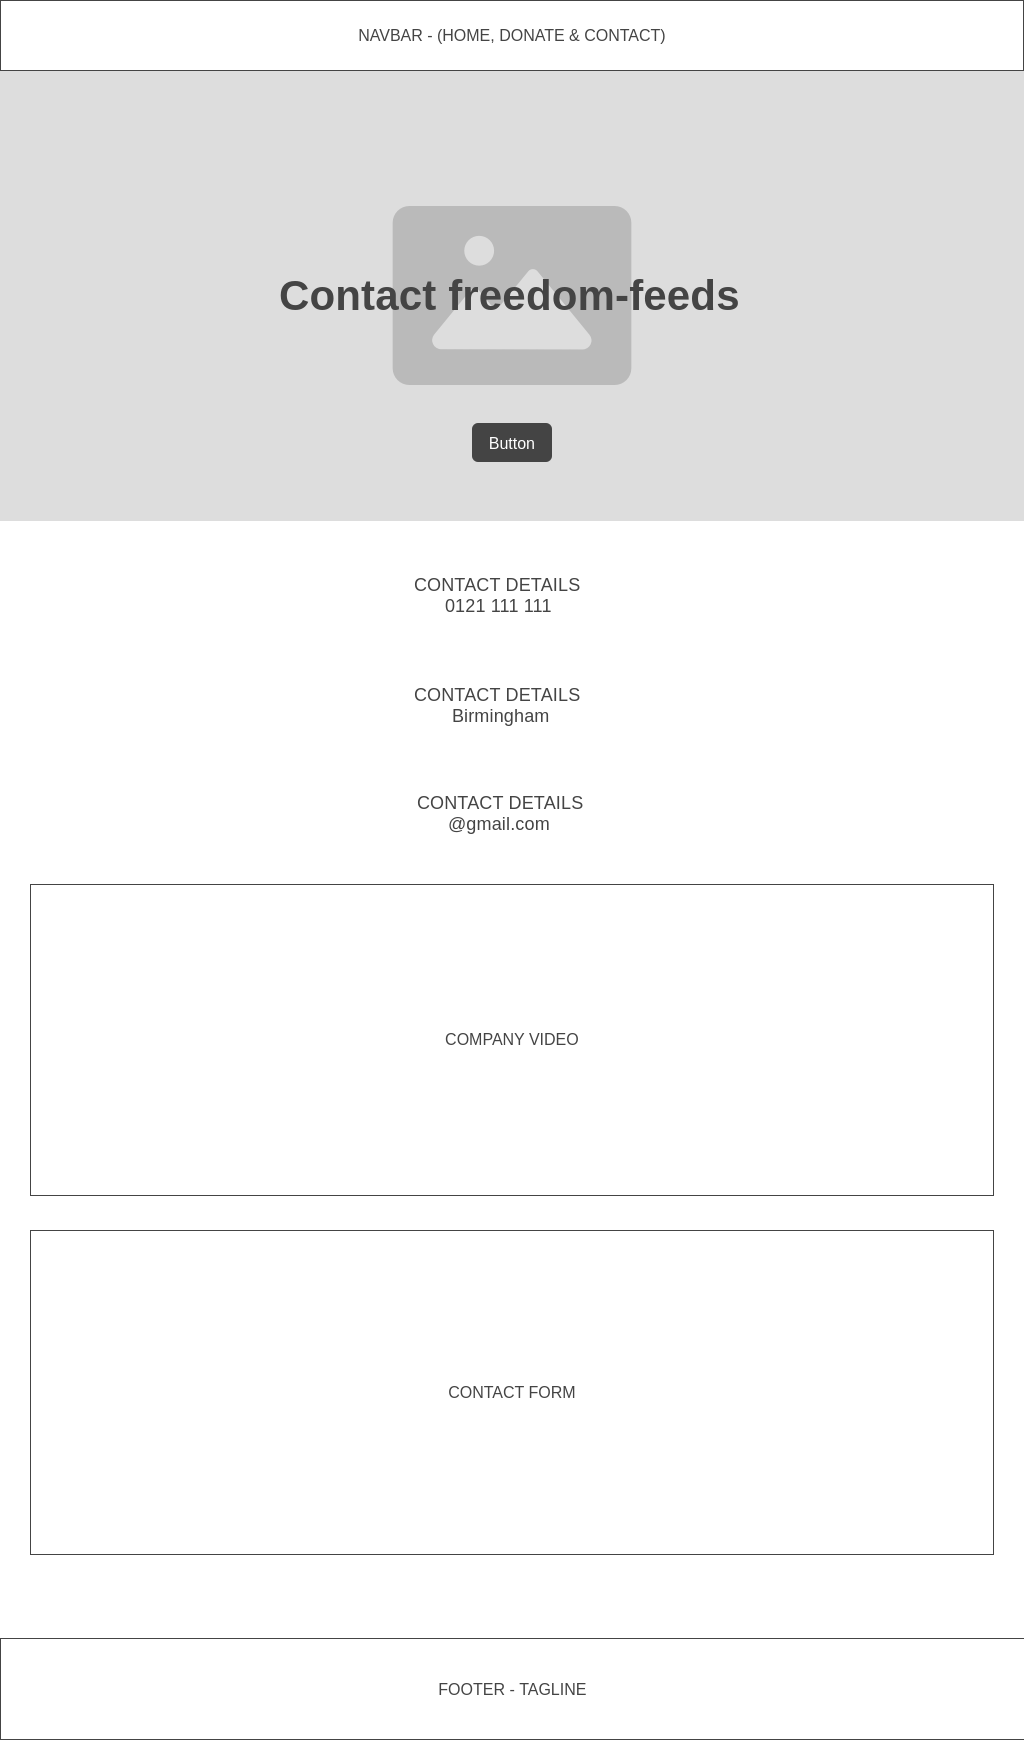 NAVBAR - (HOME, DONATE & CONTACT)
Contact freedom-feeds
Button
CONTACT DETAILS
0121 111 111
CONTACT DETAILS
Birmingham
CONTACT DETAILS
@gmail.com
COMPANY VIDEO
CONTACT FORM
FOOTER - TAGLINE